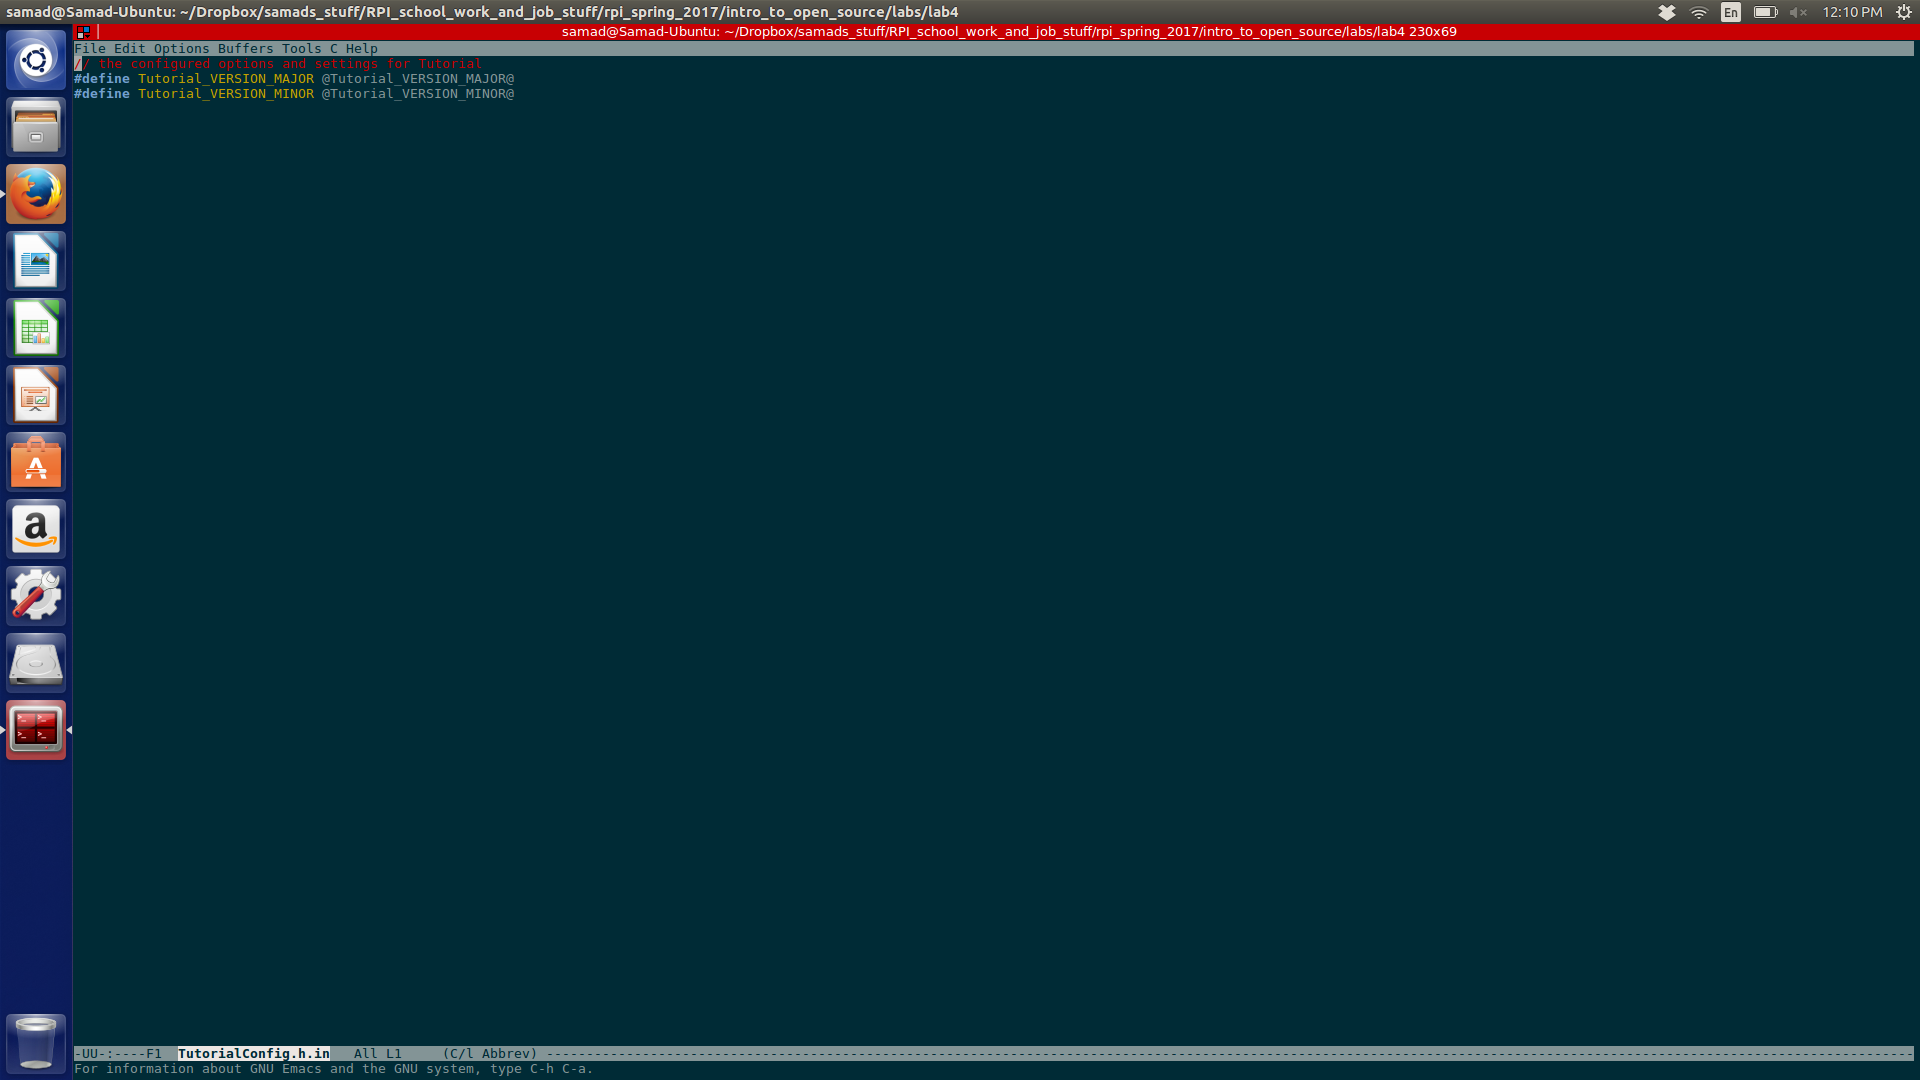 samad@Samad-Ubuntu: ~/Dropbox/samads_stuff/RPI_school_work_and_job_stuff/rpi_spring_2017/intro_to_open_source/labs/lab4
En
12:10 PM
samad@Samad-Ubuntu: ~/Dropbox/samads_stuff/RPI_school_work_and_job_stuff/rpi_spring_2017/intro_to_open_source/labs/lab4 230x69
File Edit Options Buffers Tools C Help
// the configured options and settings for Tutorial
#define Tutorial_VERSION_MAJOR @Tutorial_VERSION_MAJOR@
#define Tutorial_VERSION_MINOR @Tutorial_VERSION_MINOR@
-UU-:----F1  TutorialConfig.h.in   All L1     (C/l Abbrev) ----------------------------------------------------------------------------------------------------------------------------------------------------------------
For information about GNU Emacs and the GNU system, type C-h C-a.